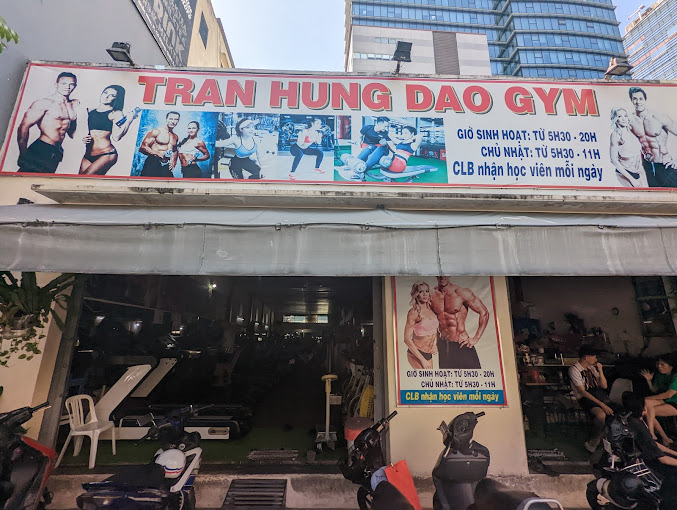 TRAN HUNG DAO GYM
GIỜ SINH HOẠT: TỪ 5H30 - 20H
CHỦ NHẬT: TỪ 5H30 - 11H
CLB nhận học viên mỗi ngày
GIỜ SINH HOẠT: TỪ 5H30 - 20H
CHỦ NHẬT: TỪ 5H30 - 11H
CLB nhận học viên mỗi ngày